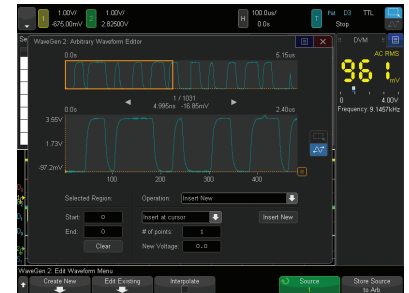 1 1.00V/ 2 1.00V/ H 100.0us/ T Pat D3 TTL
-675.00mV 2.82500V 0.0s Stop
WaveGen 2: Arbitrary Waveform Editor
DVM
0.0s 5.15us
AC RMS
961 mV
1 / 1031
4.995ns -16.85mV
0 4.00V
Frequency: 9.1457kHz
0.0s 2.40us
3.55V
1.73V
-97.2mV
100 200 300 400
Selected Region: Operation: Insert New
Start: 0 Insert at cursor Insert New
End: 0 # of points: 1
Clear New Voltage: 0.0
WaveGen 2: Edit Waveform Menu
Create New Edit Existing Interpolate Source Store Source
1 to Arb